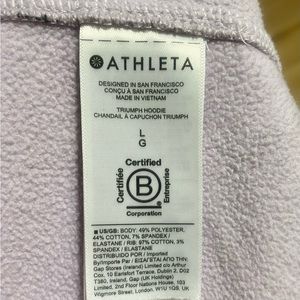 ATHLETA
DESIGNED IN SAN FRANCISCO
CONÇU À SAN FRANCISCO
MADE IN VIETNAM
TRIUMPH HOODIE
CHANDAIL À CAPUCHON TRIUMPH
L
G
Certified
Certifiée
B
Entreprise
Corporation
US/GB: BODY: 49% POLYESTER,
44% COTTON, 7% SPANDEX /
ELASTANE / RIB: 97% COTTON, 3%
SPANDEX / ELASTANE
DISTRIBUIDO POR / Imported
By/Importée Par / ΕΙΣΑΓΕΤΑΙ ΑΠΟ ΤΗΝ:
Gap Stores (Ireland) Limited c/o Arthur
Cox, 10 Earlsfort Terrace, Dublin 2, D02
T380, Ireland, Gap (UK Holdings)
Limited, 2nd Floor Nations House, 103
Wigmore Street, London, W1U 1QS, UK